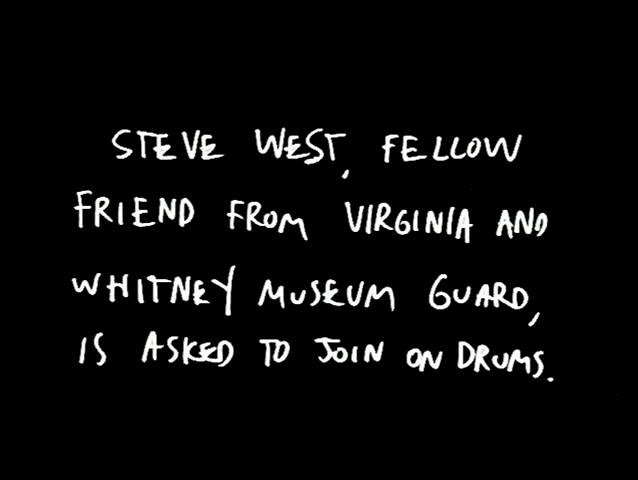 STEVE WEST, FELLOW
FRIEND FROM VIRGINIA AND
WHITNEY MUSEUM GUARD,
IS ASKED TO JOIN ON DRUMS.